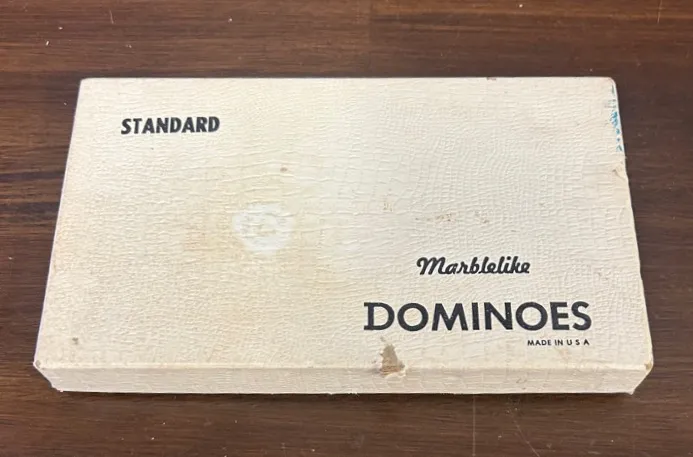 STANDARD
Marblelike
DOMINOES
MADE IN U S A